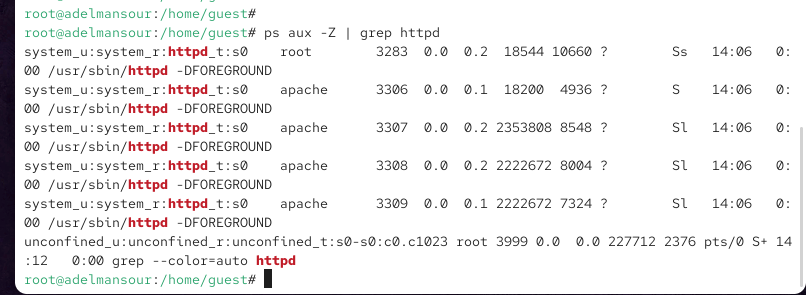 root@adelmansour:/home/guest#
root@adelmansour:/home/guest# ps aux -Z | grep httpd
system_u:system_r:httpd_t:s0    root        3283  0.0  0.2  18544 10660 ?        Ss   14:06   0:
00 /usr/sbin/httpd -DFOREGROUND
system_u:system_r:httpd_t:s0    apache      3306  0.0  0.1  18200  4936 ?        S    14:06   0:
00 /usr/sbin/httpd -DFOREGROUND
system_u:system_r:httpd_t:s0    apache      3307  0.0  0.2 2353808 8548 ?        Sl   14:06   0:
00 /usr/sbin/httpd -DFOREGROUND
system_u:system_r:httpd_t:s0    apache      3308  0.0  0.2 2222672 8004 ?        Sl   14:06   0:
00 /usr/sbin/httpd -DFOREGROUND
system_u:system_r:httpd_t:s0    apache      3309  0.0  0.1 2222672 7324 ?        Sl   14:06   0:
00 /usr/sbin/httpd -DFOREGROUND
unconfined_u:unconfined_r:unconfined_t:s0-s0:c0.c1023 root 3999 0.0  0.0 227712 2376 pts/0 S+ 14
:12   0:00 grep --color=auto httpd
root@adelmansour:/home/guest#